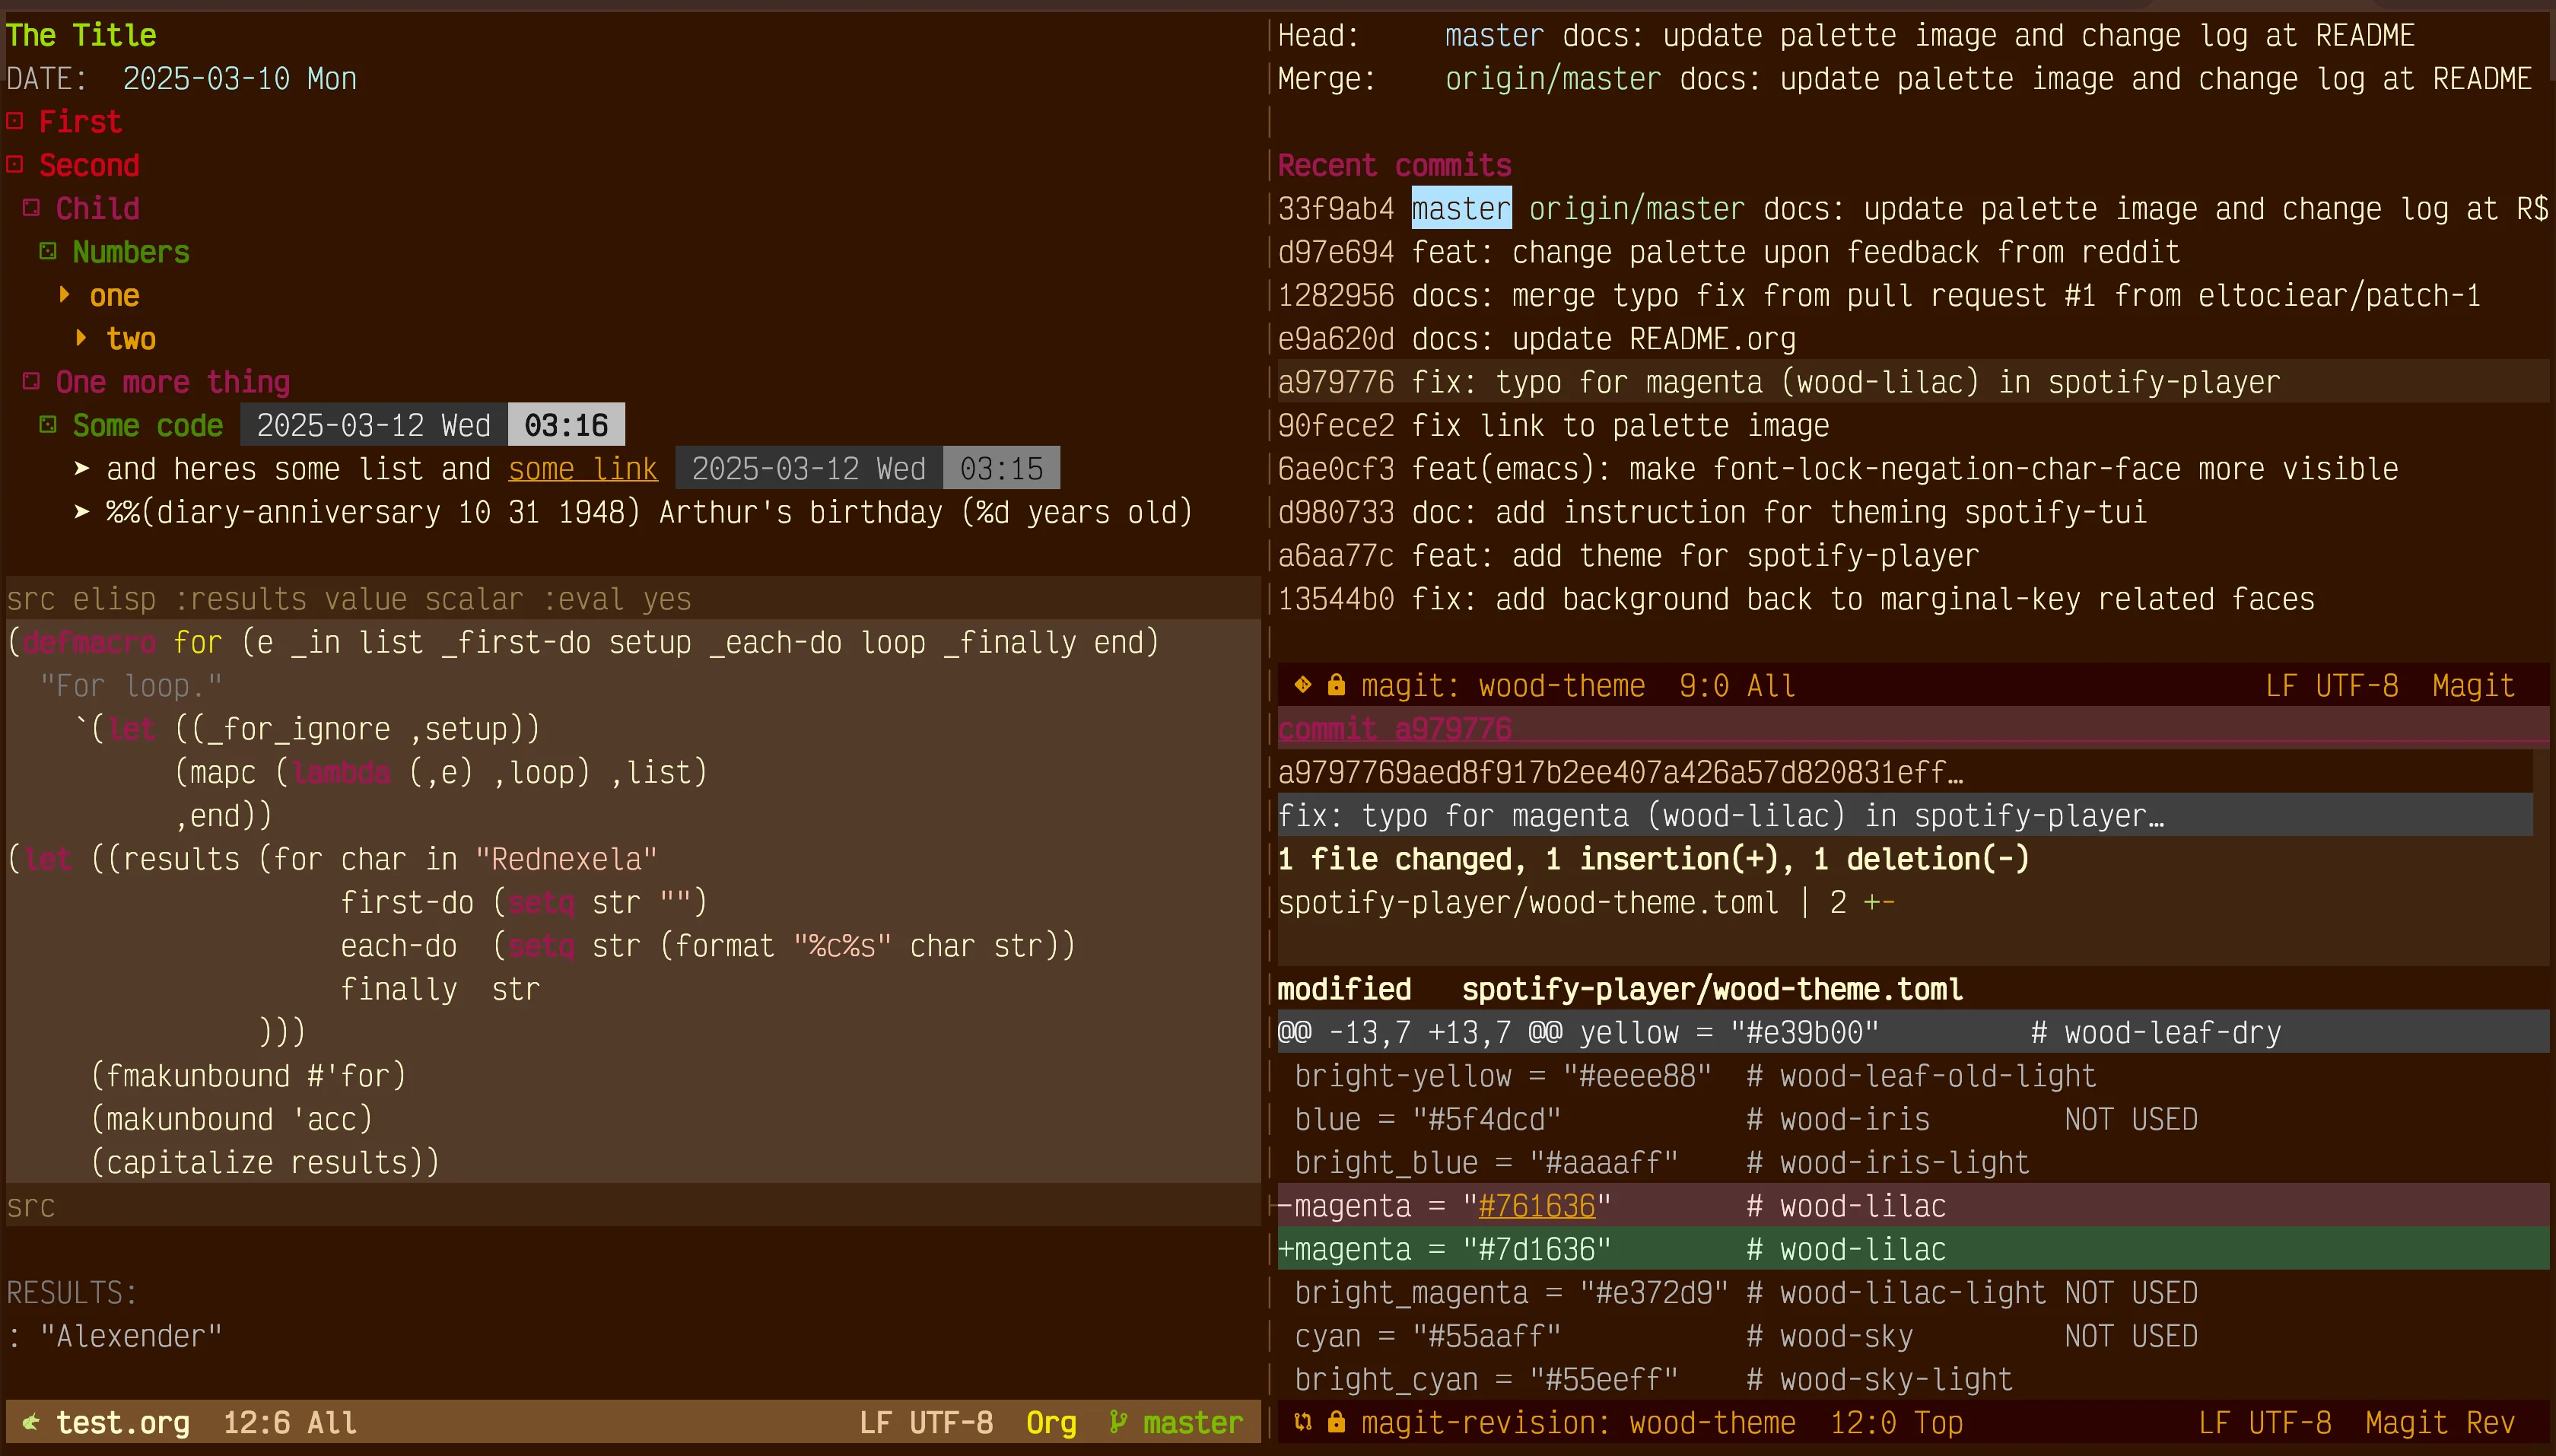 The Title
DATE:  2025-03-10 Mon
First
Second
Child
Numbers
one
two
One more thing
Some code 2025-03-12 Wed 03:16
➤ and heres some list and some link 2025-03-12 Wed 03:15
➤ %%(diary-anniversary 10 31 1948) Arthur's birthday (%d years old)
src elisp :results value scalar :eval yes
(defmacro for (e _in list _first-do setup _each-do loop _finally end)
  "For loop."
    `(let ((_for_ignore ,setup))
          (mapc (lambda (,e) ,loop) ,list)
          ,end))
(let ((results (for char in "Rednexela"
                    first-do (setq str "")
                    each-do  (setq str (format "%c%s" char str))
                    finally  str
               )))
     (fmakunbound #'for)
     (makunbound 'acc)
     (capitalize results))
src
RESULTS:
: "Alexender"
test.org  12:6 All  LF UTF-8  Org  master
Head:     master docs: update palette image and change log at README
Merge:    origin/master docs: update palette image and change log at README
Recent commits
33f9ab4 master origin/master docs: update palette image and change log at R$
d97e694 feat: change palette upon feedback from reddit
1282956 docs: merge typo fix from pull request #1 from eltociear/patch-1
e9a620d docs: update README.org
a979776 fix: typo for magenta (wood-lilac) in spotify-player
90fece2 fix link to palette image
6ae0cf3 feat(emacs): make font-lock-negation-char-face more visible
d980733 doc: add instruction for theming spotify-tui
a6aa77c feat: add theme for spotify-player
13544b0 fix: add background back to marginal-key related faces
magit: wood-theme  9:0 All  LF UTF-8  Magit
commit a979776
a9797769aed8f917b2ee407a426a57d820831eff…
fix: typo for magenta (wood-lilac) in spotify-player…
1 file changed, 1 insertion(+), 1 deletion(-)
spotify-player/wood-theme.toml | 2 +-
modified   spotify-player/wood-theme.toml
@@ -13,7 +13,7 @@ yellow = "#e39b00"         # wood-leaf-dry
 bright-yellow = "#eeee88"  # wood-leaf-old-light
 blue = "#5f4dcd"           # wood-iris        NOT USED
 bright_blue = "#aaaaff"    # wood-iris-light
-magenta = "#761636"        # wood-lilac
+magenta = "#7d1636"        # wood-lilac
 bright_magenta = "#e372d9" # wood-lilac-light NOT USED
 cyan = "#55aaff"           # wood-sky         NOT USED
 bright_cyan = "#55eeff"    # wood-sky-light
magit-revision: wood-theme  12:0 Top  LF UTF-8  Magit Rev